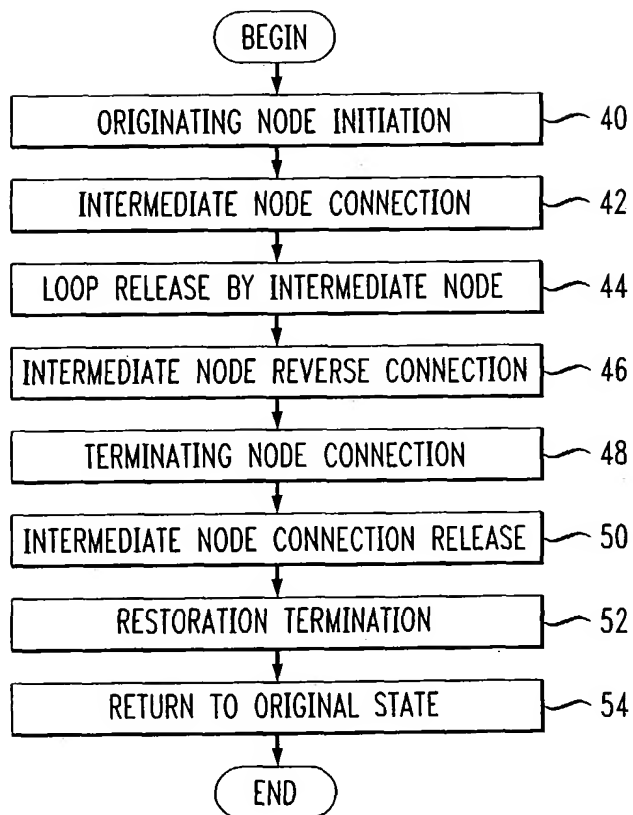 BEGIN
ORIGINATING NODE INITIATION 40
INTERMEDIATE NODE CONNECTION 42
LOOP RELEASE BY INTERMEDIATE NODE 44
INTERMEDIATE NODE REVERSE CONNECTION 46
TERMINATING NODE CONNECTION 48
INTERMEDIATE NODE CONNECTION RELEASE 50
RESTORATION TERMINATION 52
RETURN TO ORIGINAL STATE 54
END